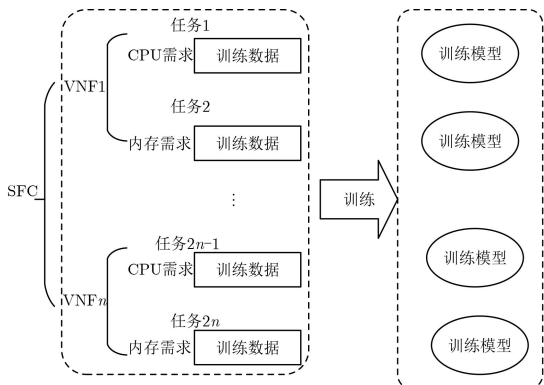 任务1
CPU需求 训练数据 训练模型
VNF1
任务2
内存需求 训练数据 训练模型
SFC
⋮
训练
任务2n–1
CPU需求 训练数据 训练模型
VNFn
任务2n
内存需求 训练数据 训练模型